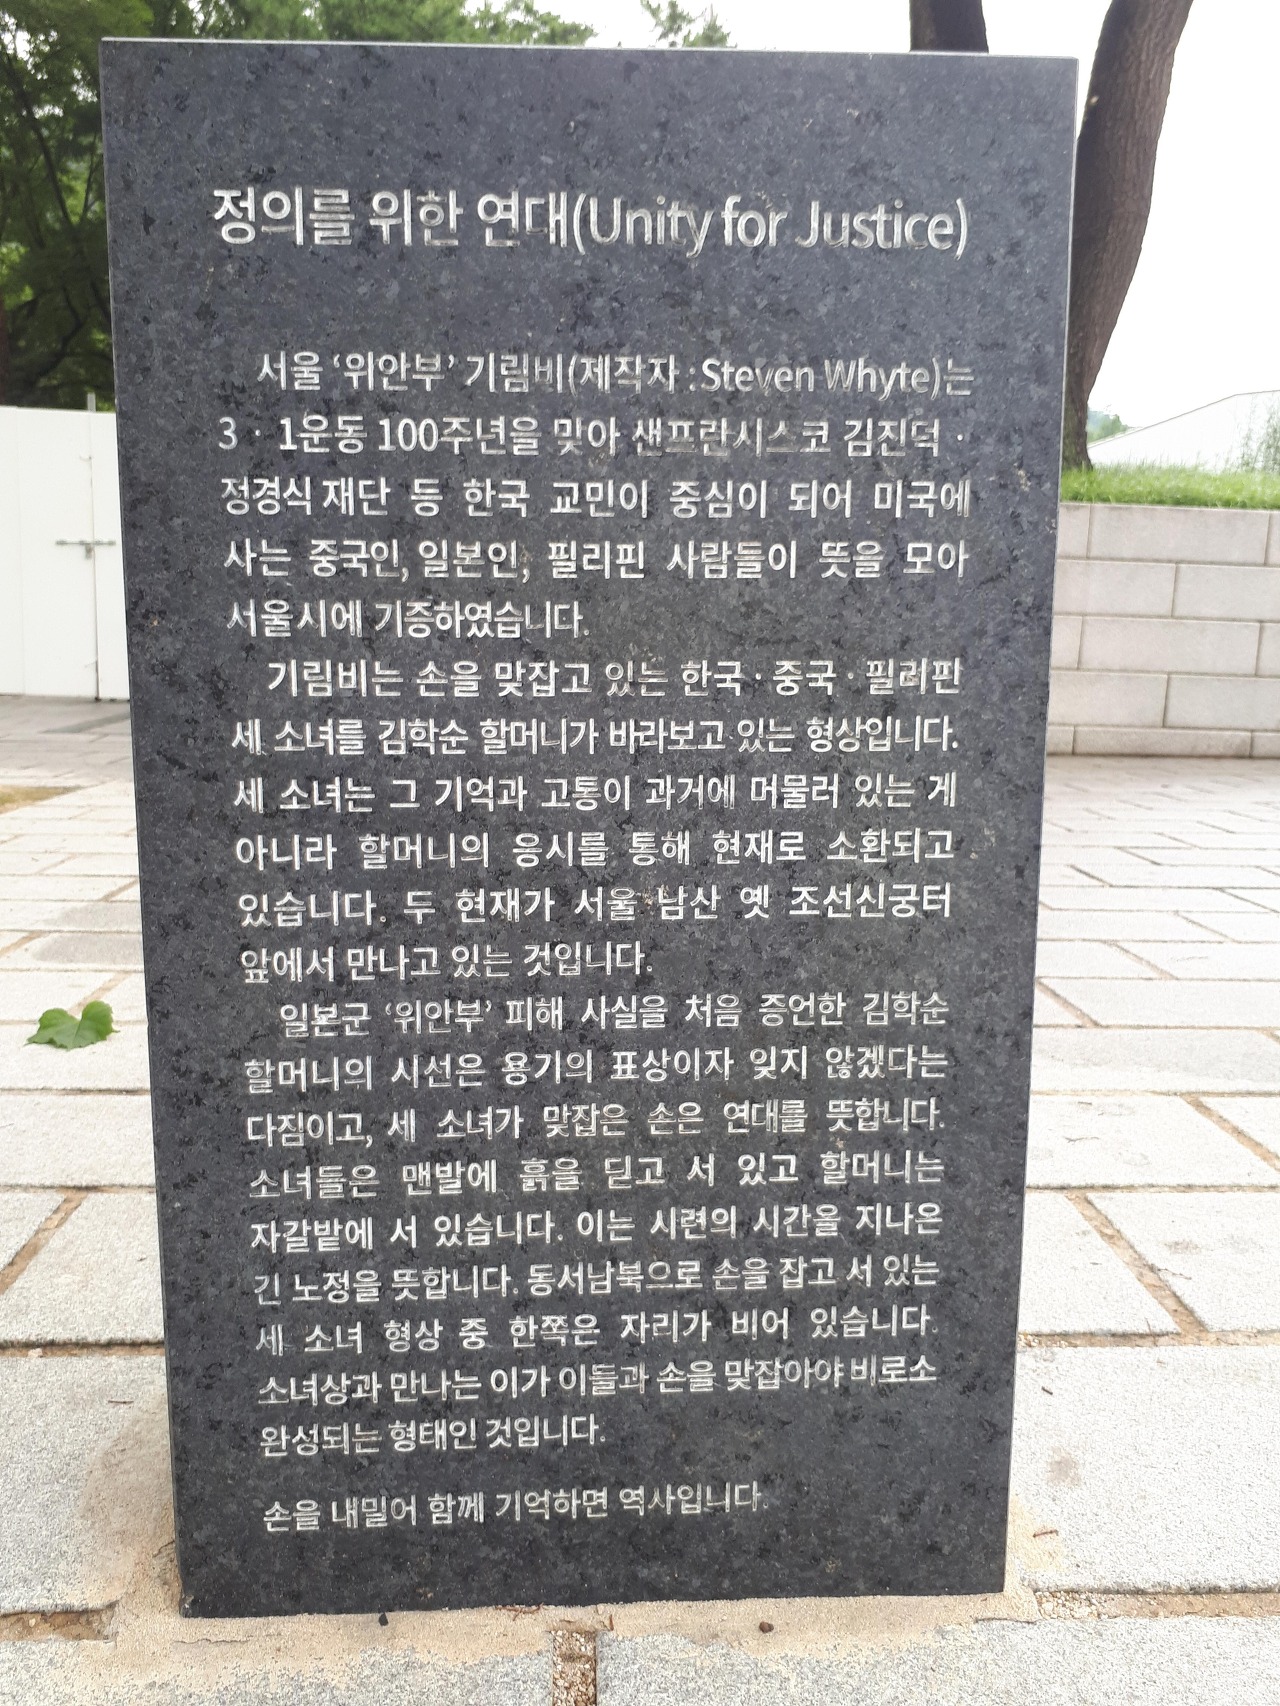 정의를 위한 연대(Unity for Justice)
서울 ‘위안부’ 기림비(제작자 : Steven Whyte)는
3 · 1운동 100주년을 맞아 샌프란시스코 김진덕 ·
정경식 재단 등 한국 교민이 중심이 되어 미국에
사는 중국인, 일본인, 필리핀 사람들이 뜻을 모아
서울시에 기증하였습니다.
기림비는 손을 맞잡고 있는 한국 · 중국 · 필리핀
세 소녀를 김학순 할머니가 바라보고 있는 형상입니다.
세 소녀는 그 기억과 고통이 과거에 머물러 있는 게
아니라 할머니의 응시를 통해 현재로 소환되고
있습니다. 두 현재가 서울 남산 옛 조선신궁터
앞에서 만나고 있는 것입니다.
일본군 ‘위안부’ 피해 사실을 처음 증언한 김학순
할머니의 시선은 용기의 표상이자 잊지 않겠다는
다짐이고, 세 소녀가 맞잡은 손은 연대를 뜻합니다.
소녀들은 맨발에 흙을 딛고 서 있고 할머니는
자갈밭에 서 있습니다. 이는 시련의 시간을 지나온
긴 노정을 뜻합니다. 동서남북으로 손을 잡고 서 있는
세 소녀 형상 중 한쪽은 자리가 비어 있습니다.
소녀상과 만나는 이가 이들과 손을 맞잡아야 비로소
완성되는 형태인 것입니다.
손을 내밀어 함께 기억하면 역사입니다.